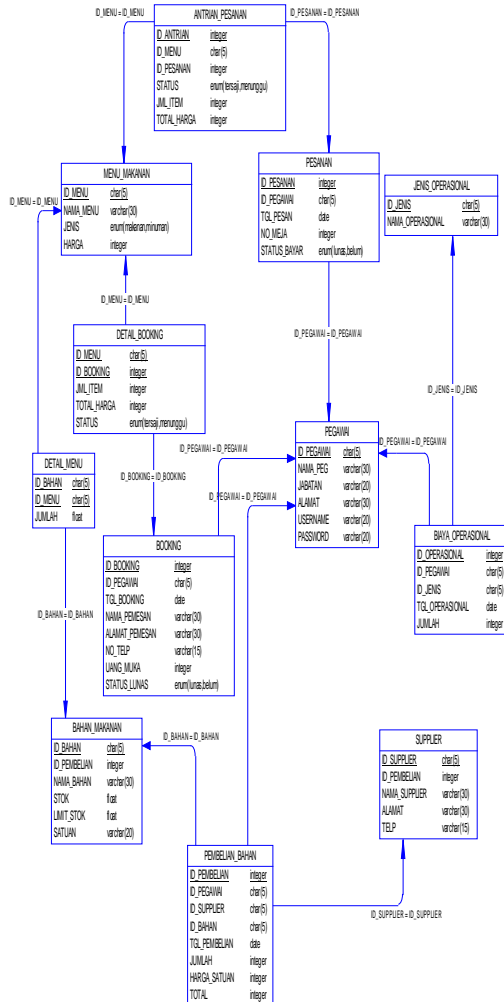 ID_MENU = ID_MENU
ID_PESANAN = ID_PESANAN
ANTRIAN_PESANAN
ID_ANTRIAN integer
ID_MENU char(5)
ID_PESANAN integer
STATUS enum(tersaji,menunggu)
JML_ITEM integer
TOTAL_HARGA integer
MENU_MAKANAN
ID_MENU char(5)
NAMA_MENU varchar(30)
JENIS enum(makanan,minuman)
HARGA integer
PESANAN
ID_PESANAN integer
ID_PEGAWAI char(5)
TGL_PESAN date
NO_MEJA integer
STATUS_BAYAR enum(lunas,belum)
JENIS_OPERASIONAL
ID_JENIS char(5)
NAMA_OPERASIONAL varchar(30)
ID_MENU = ID_MENU
ID_MENU = ID_MENU
DETAIL_BOOKING
ID_MENU char(5)
ID_BOOKING integer
JML_ITEM integer
TOTAL_HARGA integer
STATUS enum(tersaji,menunggu)
ID_PEGAWAI = ID_PEGAWAI
ID_JENIS = ID_JENIS
PEGAWAI
ID_PEGAWAI char(5)
NAMA_PEG varchar(30)
JABATAN varchar(20)
ALAMAT varchar(30)
USERNAME varchar(20)
PASSWORD varchar(20)
ID_PEGAWAI = ID_PEGAWAI
ID_PEGAWAI = ID_PEGAWAI
ID_PEGAWAI = ID_PEGAWAI
ID_BOOKING = ID_BOOKING
DETAIL_MENU
ID_BAHAN char(5)
ID_MENU char(5)
JUMLAH float
BOOKING
ID_BOOKING integer
ID_PEGAWAI char(5)
TGL_BOOKING date
NAMA_PEMESAN varchar(30)
ALAMAT_PEMESAN varchar(30)
NO_TELP varchar(15)
UANG_MUKA integer
STATUS_LUNAS enum(lunas,belum)
BIAYA_OPERASIONAL
ID_OPERASIONAL integer
ID_PEGAWAI char(5)
ID_JENIS char(5)
TGL_OPERASIONAL date
JUMLAH integer
ID_BAHAN = ID_BAHAN
BAHAN_MAKANAN
ID_BAHAN char(5)
ID_PEMBELIAN integer
NAMA_BAHAN varchar(30)
STOK float
LIMIT_STOK float
SATUAN varchar(20)
ID_BAHAN = ID_BAHAN
SUPPLIER
ID_SUPPLIER char(5)
ID_PEMBELIAN integer
NAMA_SUPPLIER varchar(30)
ALAMAT varchar(30)
TELP varchar(15)
PEMBELIAN_BAHAN
ID_PEMBELIAN integer
ID_PEGAWAI char(5)
ID_SUPPLIER char(5)
ID_BAHAN char(5)
TGL_PEMBELIAN date
JUMLAH integer
HARGA_SATUAN integer
TOTAL integer
ID_SUPPLIER = ID_SUPPLIER